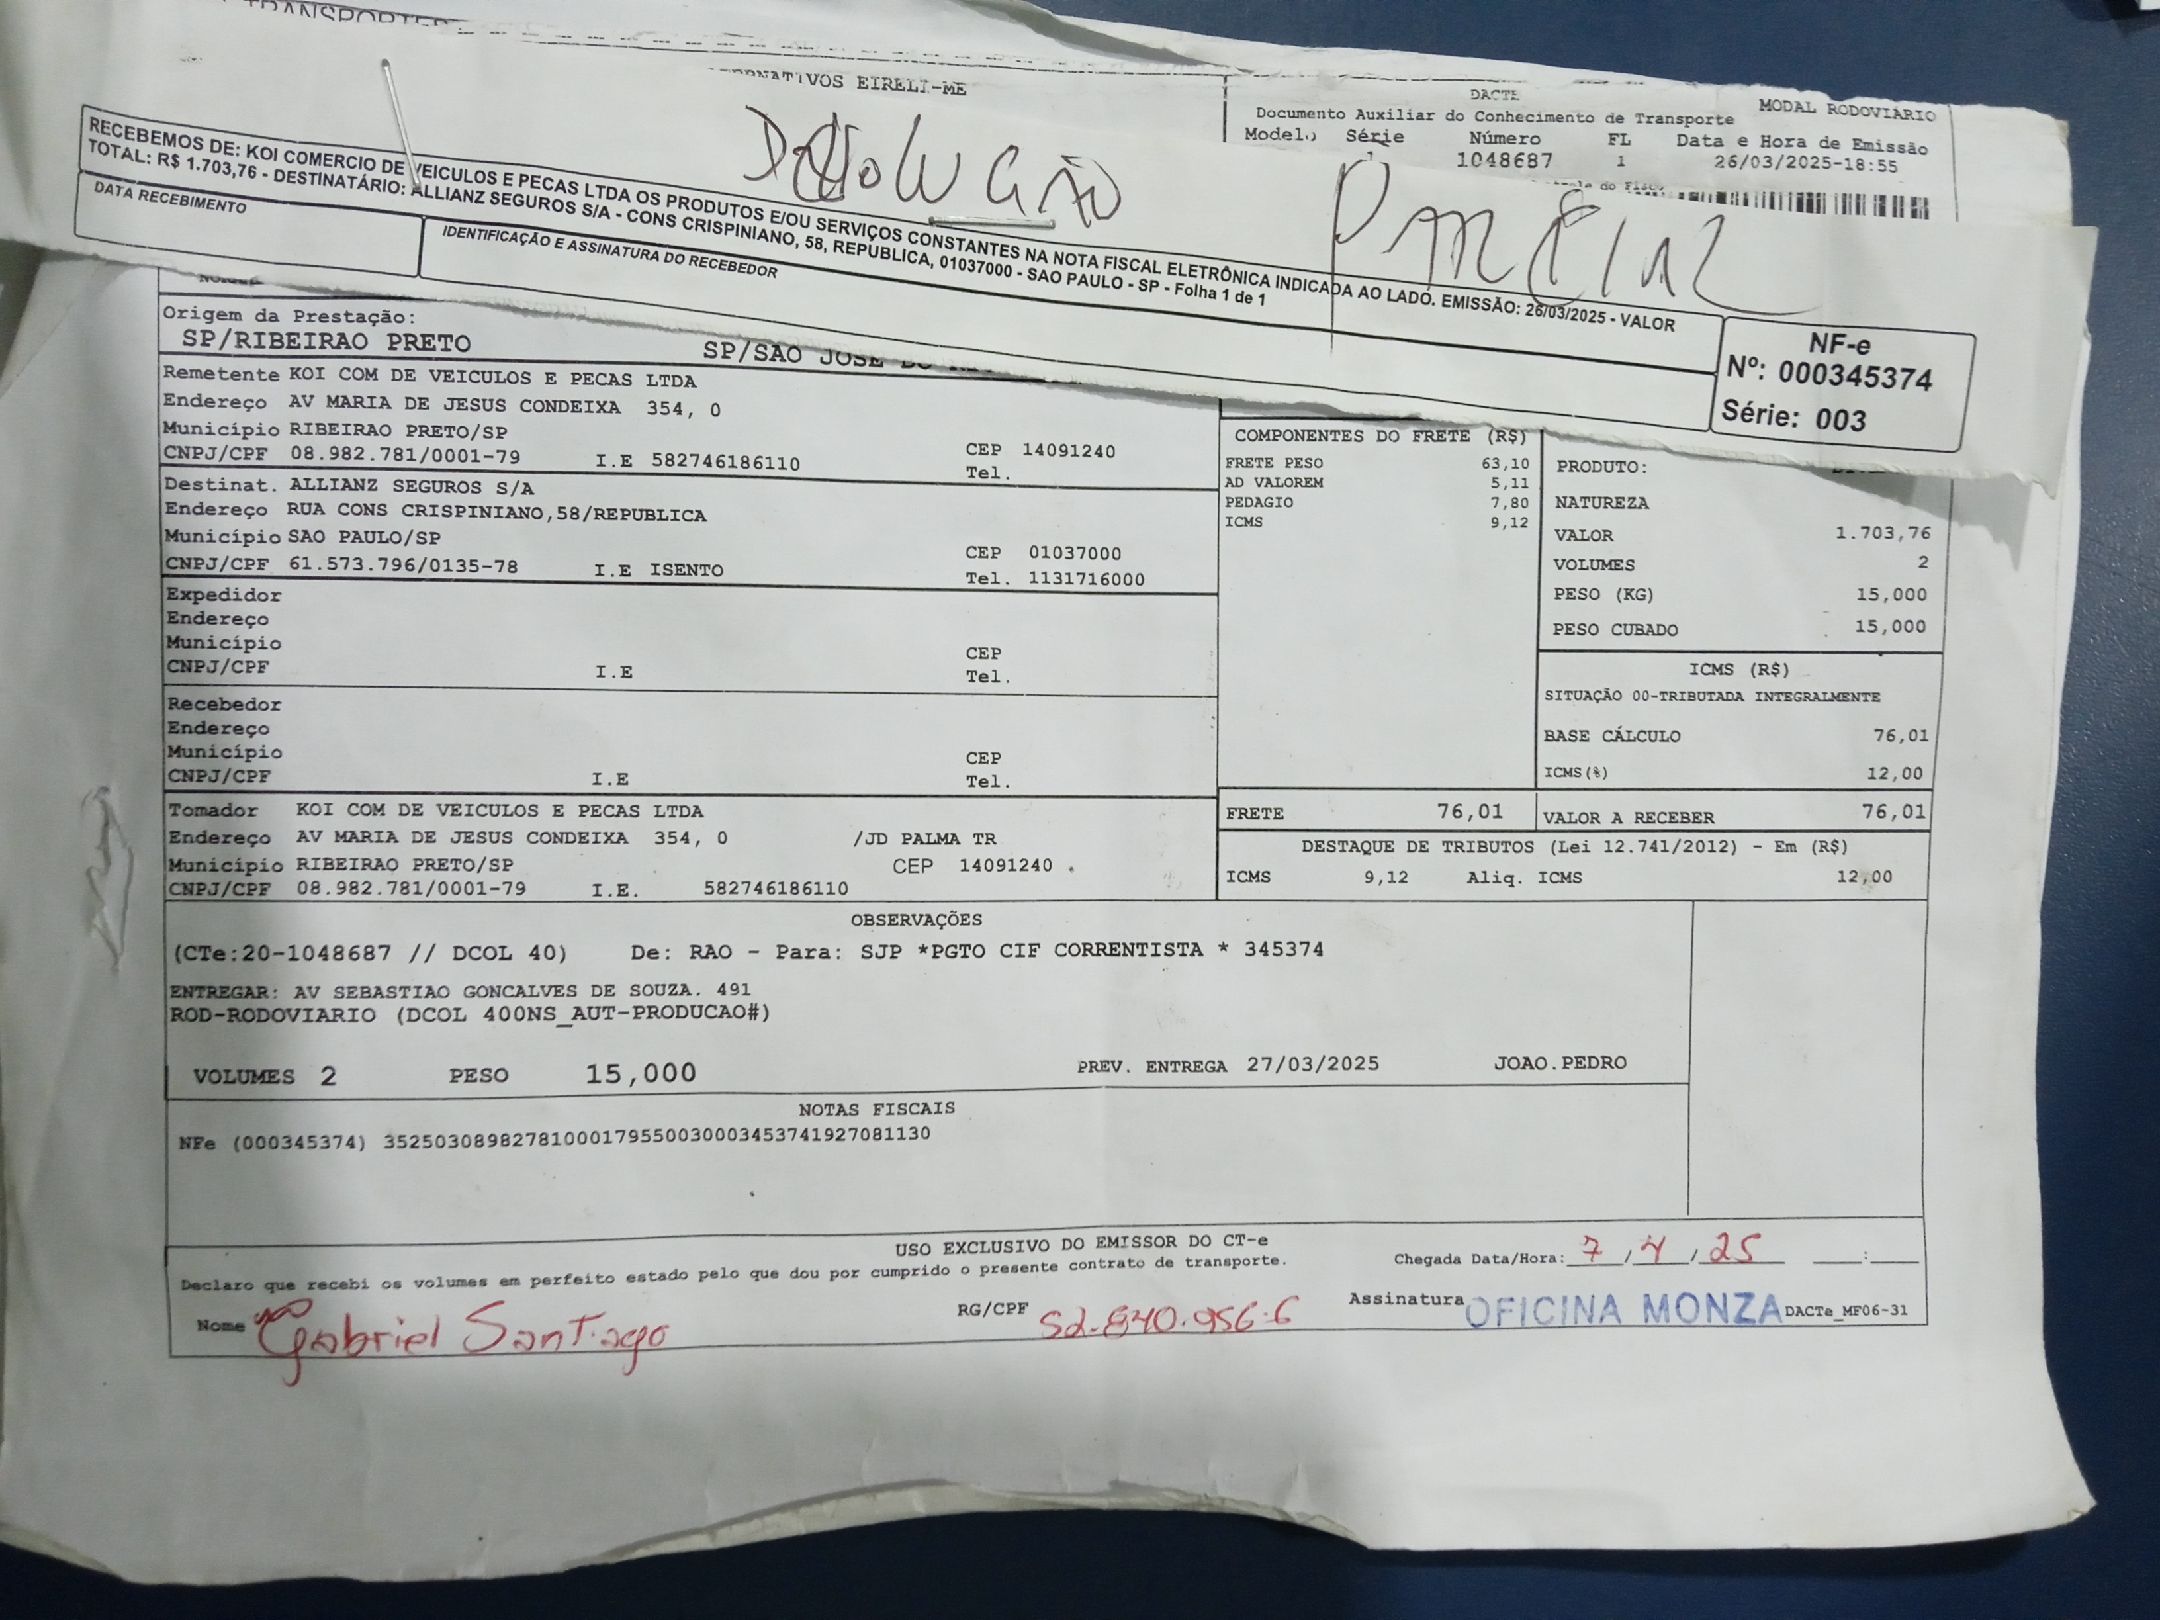 EIRELI-ME
DACTE
MODAL RODOVIÁRIO
Documento Auxiliar do Conhecimento de Transporte
Modelo Série Número FL Data e Hora de Emissão
1048687 1 26/03/2025-18:55
DEVOLUÇÃO PARCIAL
RECEBEMOS DE: KOI COMERCIO DE VEICULOS E PECAS LTDA OS PRODUTOS E/OU SERVIÇOS CONSTANTES NA NOTA FISCAL ELETRÔNICA INDICADA AO LADO. EMISSÃO: 26/03/2025 - VALOR
TOTAL: R$ 1.703,76 - DESTINATÁRIO: ALLIANZ SEGUROS S/A - CONS CRISPINIANO, 58, REPUBLICA, 01037000 - SAO PAULO - SP - Folha 1 de 1
DATA RECEBIMENTO
IDENTIFICAÇÃO E ASSINATURA DO RECEBEDOR
NF-e
Nº: 000345374
Série: 003
Origem da Prestação:
SP/RIBEIRAO PRETO SP/SAO JOSE
Remetente KOI COM DE VEICULOS E PECAS LTDA
Endereço AV MARIA DE JESUS CONDEIXA 354, 0
Município RIBEIRAO PRETO/SP CEP 14091240
CNPJ/CPF 08.982.781/0001-79 I.E 582746186110 Tel.
Destinat. ALLIANZ SEGUROS S/A
Endereço RUA CONS CRISPINIANO,58/REPUBLICA
Município SAO PAULO/SP CEP 01037000
CNPJ/CPF 61.573.796/0135-78 I.E ISENTO Tel. 1131716000
Expedidor
Endereço
Município CEP
CNPJ/CPF I.E Tel.
Recebedor
Endereço
Município CEP
CNPJ/CPF I.E Tel.
Tomador KOI COM DE VEICULOS E PECAS LTDA
Endereço AV MARIA DE JESUS CONDEIXA 354, 0 /JD PALMA TR
Município RIBEIRAO PRETO/SP CEP 14091240
CNPJ/CPF 08.982.781/0001-79 I.E. 582746186110
COMPONENTES DO FRETE (R$)
FRETE PESO 63,10
AD VALOREM 5,11
PEDAGIO 7,80
ICMS 9,12
PRODUTO:
NATUREZA
VALOR 1.703,76
VOLUMES 2
PESO (KG) 15,000
PESO CUBADO 15,000
ICMS (R$)
SITUAÇÃO 00-TRIBUTADA INTEGRALMENTE
BASE CÁLCULO 76,01
ICMS(%) 12,00
FRETE 76,01 VALOR A RECEBER 76,01
DESTAQUE DE TRIBUTOS (Lei 12.741/2012) - Em (R$)
ICMS 9,12 Aliq. ICMS 12,00
OBSERVAÇÕES
(CTe:20-1048687 // DCOL 40) De: RAO - Para: SJP *PGTO CIF CORRENTISTA * 345374
ENTREGAR: AV SEBASTIAO GONCALVES DE SOUZA. 491
ROD-RODOVIARIO (DCOL 400NS_AUT-PRODUCAO#)
VOLUMES 2 PESO 15,000 PREV. ENTREGA 27/03/2025 JOAO.PEDRO
NOTAS FISCAIS
NFe (000345374) 35250308982781000179550030003453741927081130
USO EXCLUSIVO DO EMISSOR DO CT-e
Declaro que recebi os volumes em perfeito estado pelo que dou por cumprido o presente contrato de transporte.
Chegada Data/Hora: 7/4/25 :
Nome Gabriel Santiago RG/CPF 52.840.956-6 Assinatura OFICINA MONZA DACTe_MF06-31